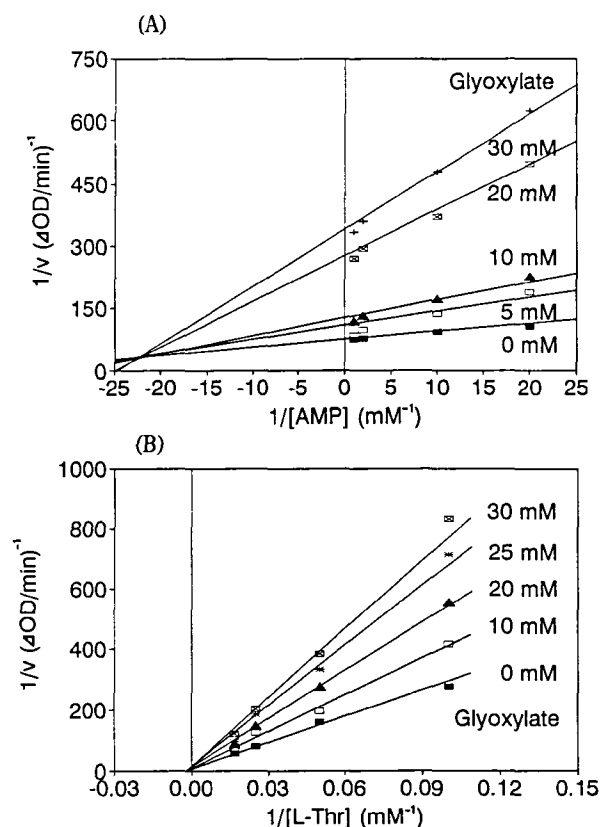 (A)
750
600
450
300
150
0
1/v (ΔOD/min)⁻¹
Glyoxylate
30 mM
20 mM
10 mM
5 mM
0 mM
-25 -20 -15 -10 -5 0 5 10 15 20 25
1/[AMP] (mM⁻¹)
(B)
1000
800
600
400
200
0
1/v (ΔOD/min)⁻¹
30 mM
25 mM
20 mM
10 mM
0 mM
Glyoxylate
-0.03 0.00 0.03 0.06 0.09 0.12 0.15
1/[L-Thr] (mM⁻¹)